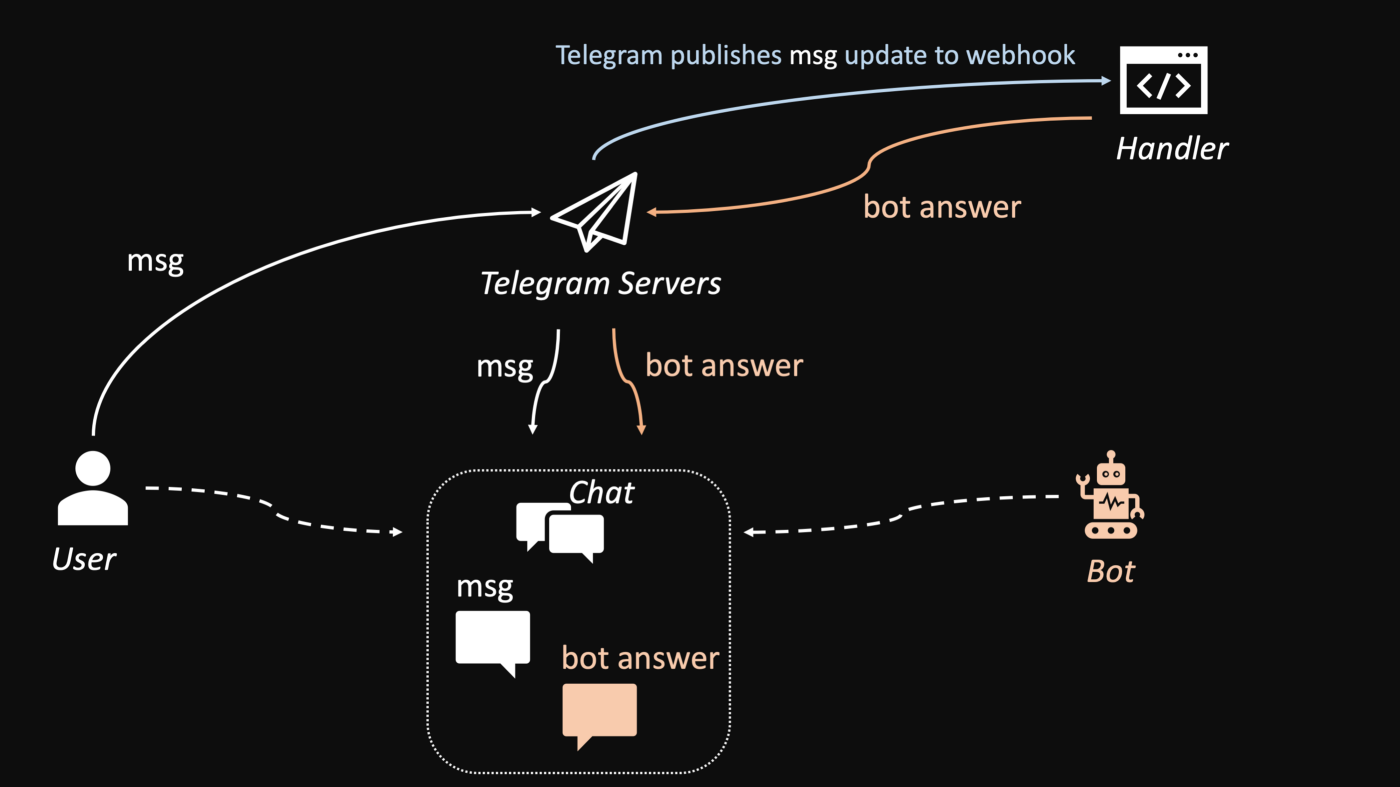 Telegram publishes msg update to webhook
</>
Handler
bot answer
msg
Telegram Servers
msg
bot answer
Chat
User
msg
Bot
bot answer